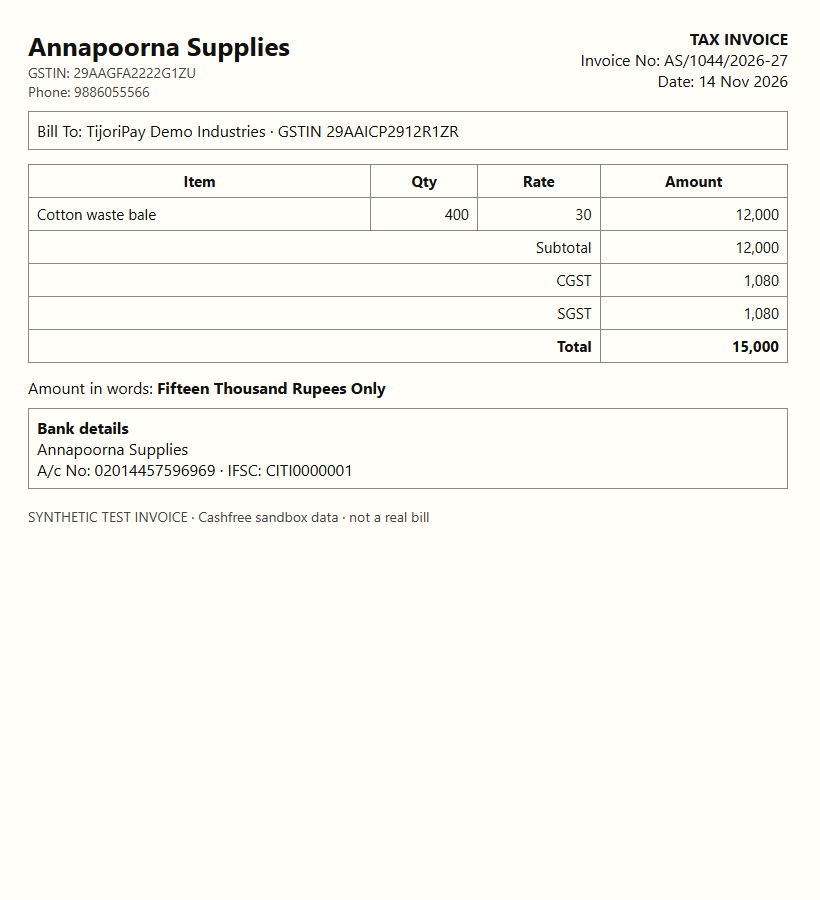 Annapoorna Supplies
GSTIN: 29AAGFA2222G1ZU
Phone: 9886055566
TAX INVOICE
Invoice No: AS/1044/2026-27
Date: 14 Nov 2026
Bill To: TijoriPay Demo Industries · GSTIN 29AAICP2912R1ZR
Item Qty Rate Amount
Cotton waste bale 400 30 12,000
Subtotal 12,000
CGST 1,080
SGST 1,080
Total 15,000
Amount in words: Fifteen Thousand Rupees Only
Bank details
Annapoorna Supplies
A/c No: 02014457596969 · IFSC: CITI0000001
SYNTHETIC TEST INVOICE · Cashfree sandbox data · not a real bill